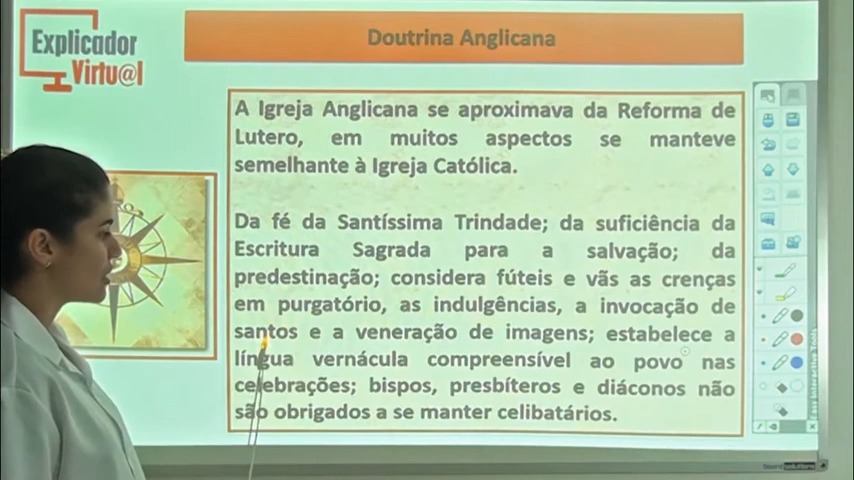 Explicador
Virtu@l
Doutrina Anglicana
A Igreja Anglicana se aproximava da Reforma de
Lutero, em muitos aspectos se manteve
semelhante à Igreja Católica.
Da fé da Santíssima Trindade; da suficiência da
Escritura Sagrada para a salvação; da
predestinação; considera fúteis e vãs as crenças
em purgatório, as indulgências, a invocação de
santos e a veneração de imagens; estabelece a
língua vernácula compreensível ao povo nas
celebrações; bispos, presbíteros e diáconos não
são obrigados a se manter celibatários.